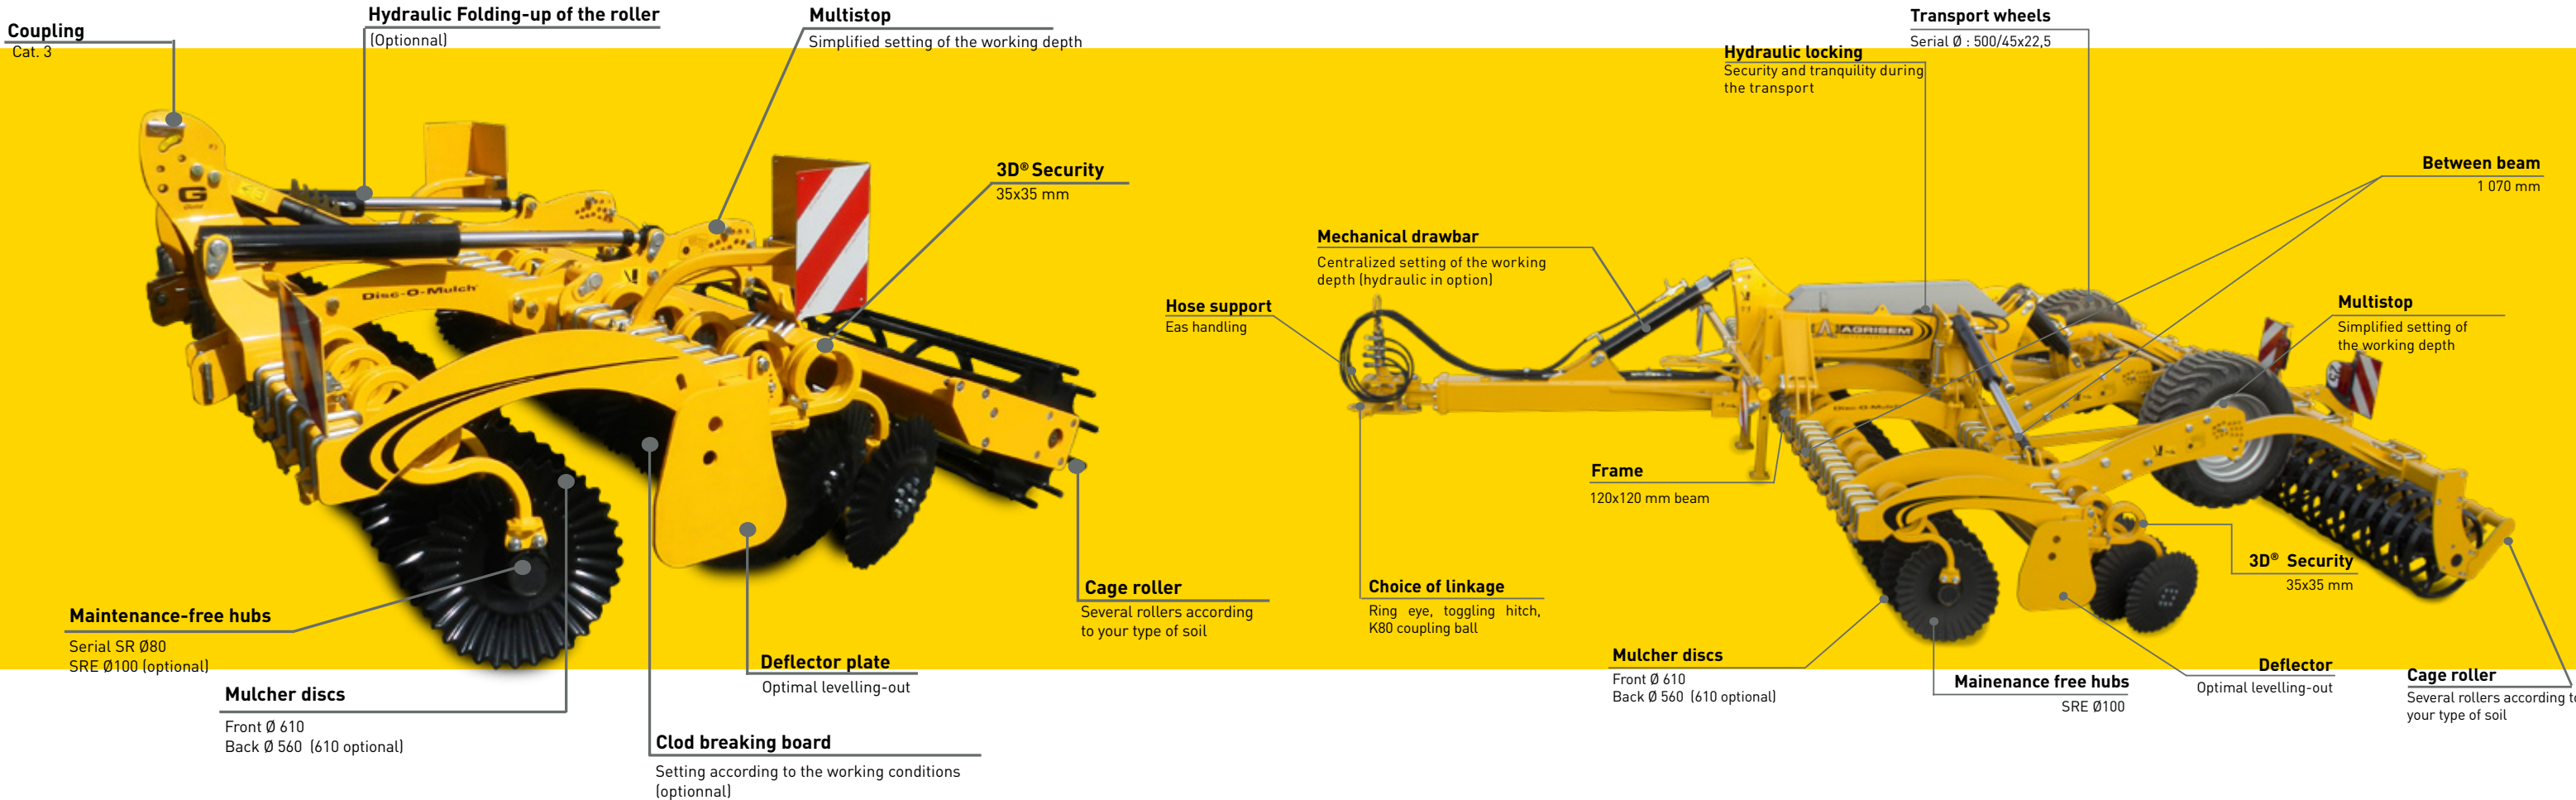 Coupling
Cat. 3
Hydraulic Folding-up of the roller
(Optionnal)
Multistop
Simplified setting of the working depth
3D® Security
35x35 mm
G
Disc-O-Mulch
Maintenance-free hubs
Serial SR Ø80
SRE Ø100 (optional)
Mulcher discs
Front Ø 610
Back Ø 560 (610 optional)
Clod breaking board
Setting according to the working conditions
(optionnal)
Deflector plate
Optimal levelling-out
Cage roller
Several rollers according
to your type of soil
Transport wheels
Serial Ø : 500/45x22,5
Hydraulic locking
Security and tranquility during
the transport
Between beam
1 070 mm
Mechanical drawbar
Centralized setting of the working
depth (hydraulic in option)
Hose support
Eas handling
Multistop
Simplified setting of
the working depth
AGRISEM
Disc-O-Mulch
Frame
120x120 mm beam
3D® Security
35x35 mm
Choice of linkage
Ring eye, toggling hitch,
K80 coupling ball
Mulcher discs
Front Ø 610
Back Ø 560 (610 optional)
Mainenance free hubs
SRE Ø100
Deflector
Optimal levelling-out
Cage roller
Several rollers according to
your type of soil